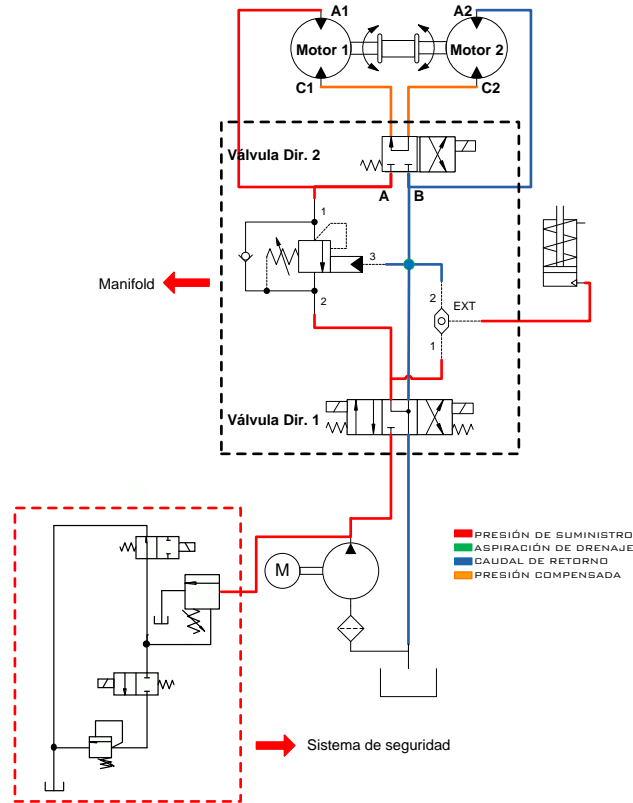 A1
A2
Motor 1
Motor 2
C1
C2
Válvula Dir. 2
A
B
1
3
Manifold
2
EXT
2
1
Válvula Dir. 1
M
PRESIÓN DE SUMINISTRO
ASPIRACIÓN DE DRENAJE
CAUDAL DE RETORNO
PRESIÓN COMPENSADA
Sistema de seguridad